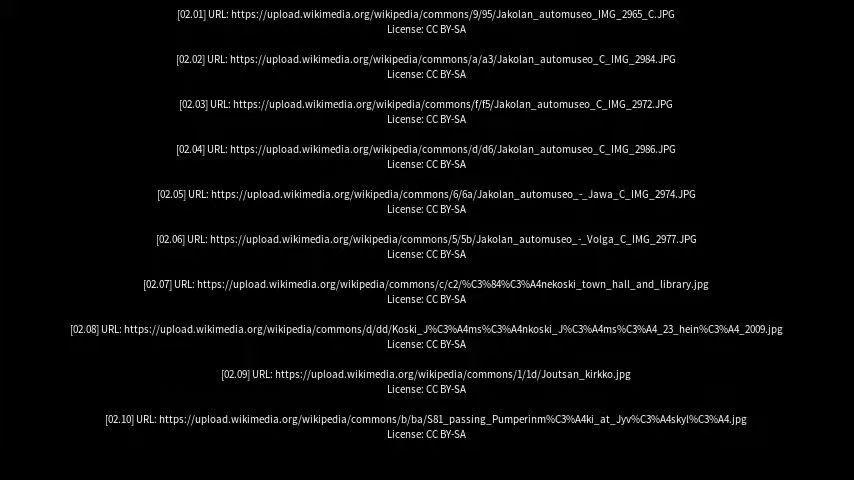 [02.01] URL: https://upload.wikimedia.org/wikipedia/commons/9/95/Jakolan_automuseo_IMG_2965_C.JPG
License: CC BY-SA
[02.02] URL: https://upload.wikimedia.org/wikipedia/commons/a/a3/Jakolan_automuseo_C_IMG_2984.JPG
License: CC BY-SA
[02.03] URL: https://upload.wikimedia.org/wikipedia/commons/f/f5/Jakolan_automuseo_C_IMG_2972.JPG
License: CC BY-SA
[02.04] URL: https://upload.wikimedia.org/wikipedia/commons/d/d6/Jakolan_automuseo_C_IMG_2986.JPG
License: CC BY-SA
[02.05] URL: https://upload.wikimedia.org/wikipedia/commons/6/6a/Jakolan_automuseo_-_Jawa_C_IMG_2974.JPG
License: CC BY-SA
[02.06] URL: https://upload.wikimedia.org/wikipedia/commons/5/5b/Jakolan_automuseo_-_Volga_C_IMG_2977.JPG
License: CC BY-SA
[02.07] URL: https://upload.wikimedia.org/wikipedia/commons/c/c2/%C3%84%C3%A4nekoski_town_hall_and_library.jpg
License: CC BY-SA
[02.08] URL: https://upload.wikimedia.org/wikipedia/commons/d/dd/Koski_J%C3%A4ms%C3%A4nkoski_J%C3%A4ms%C3%A4_23_hein%C3%A4_2009.jpg
License: CC BY-SA
[02.09] URL: https://upload.wikimedia.org/wikipedia/commons/1/1d/Joutsan_kirkko.jpg
License: CC BY-SA
[02.10] URL: https://upload.wikimedia.org/wikipedia/commons/b/ba/S81_passing_Pumperinm%C3%A4ki_at_Jyv%C3%A4skyl%C3%A4.jpg
License: CC BY-SA